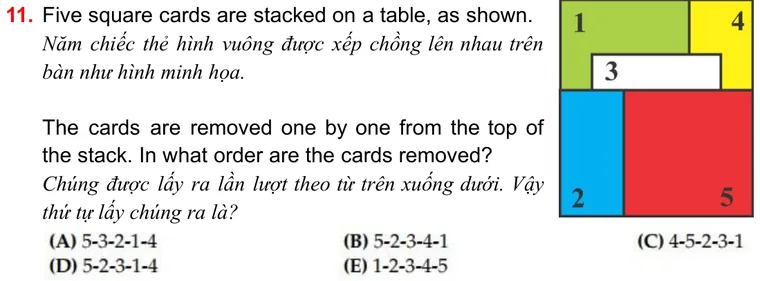 11. Five square cards are stacked on a table, as shown.
Năm chiếc thẻ hình vuông được xếp chồng lên nhau trên
bàn như hình minh họa.
1
4
3
The cards are removed one by one from the top of
the stack. In what order are the cards removed?
Chúng được lấy ra lần lượt theo từ trên xuống dưới. Vậy
thứ tự lấy chúng ra là?
2
5
(A) 5-3-2-1-4 (B) 5-2-3-4-1 (C) 4-5-2-3-1
(D) 5-2-3-1-4 (E) 1-2-3-4-5